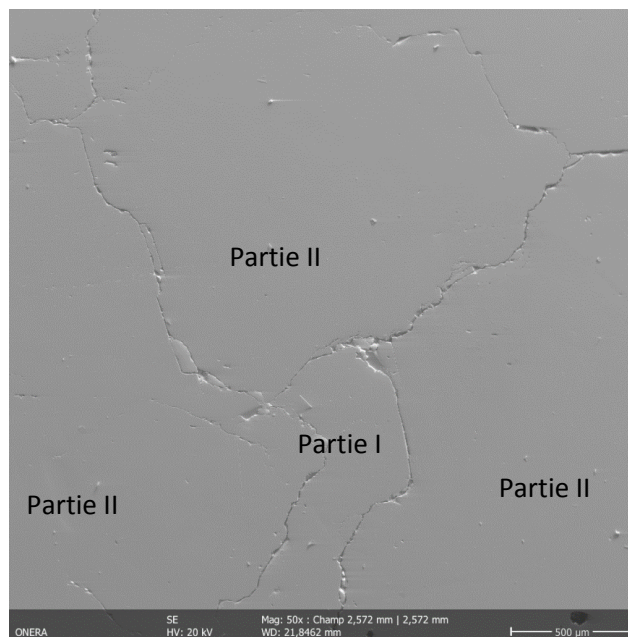 Partie II
Partie I
Partie II
Partie II
SE
Mag: 50x : Champ 2,572 mm | 2,572 mm
ONERA
HV: 20 kV
WD: 21,8462 mm
500 µm